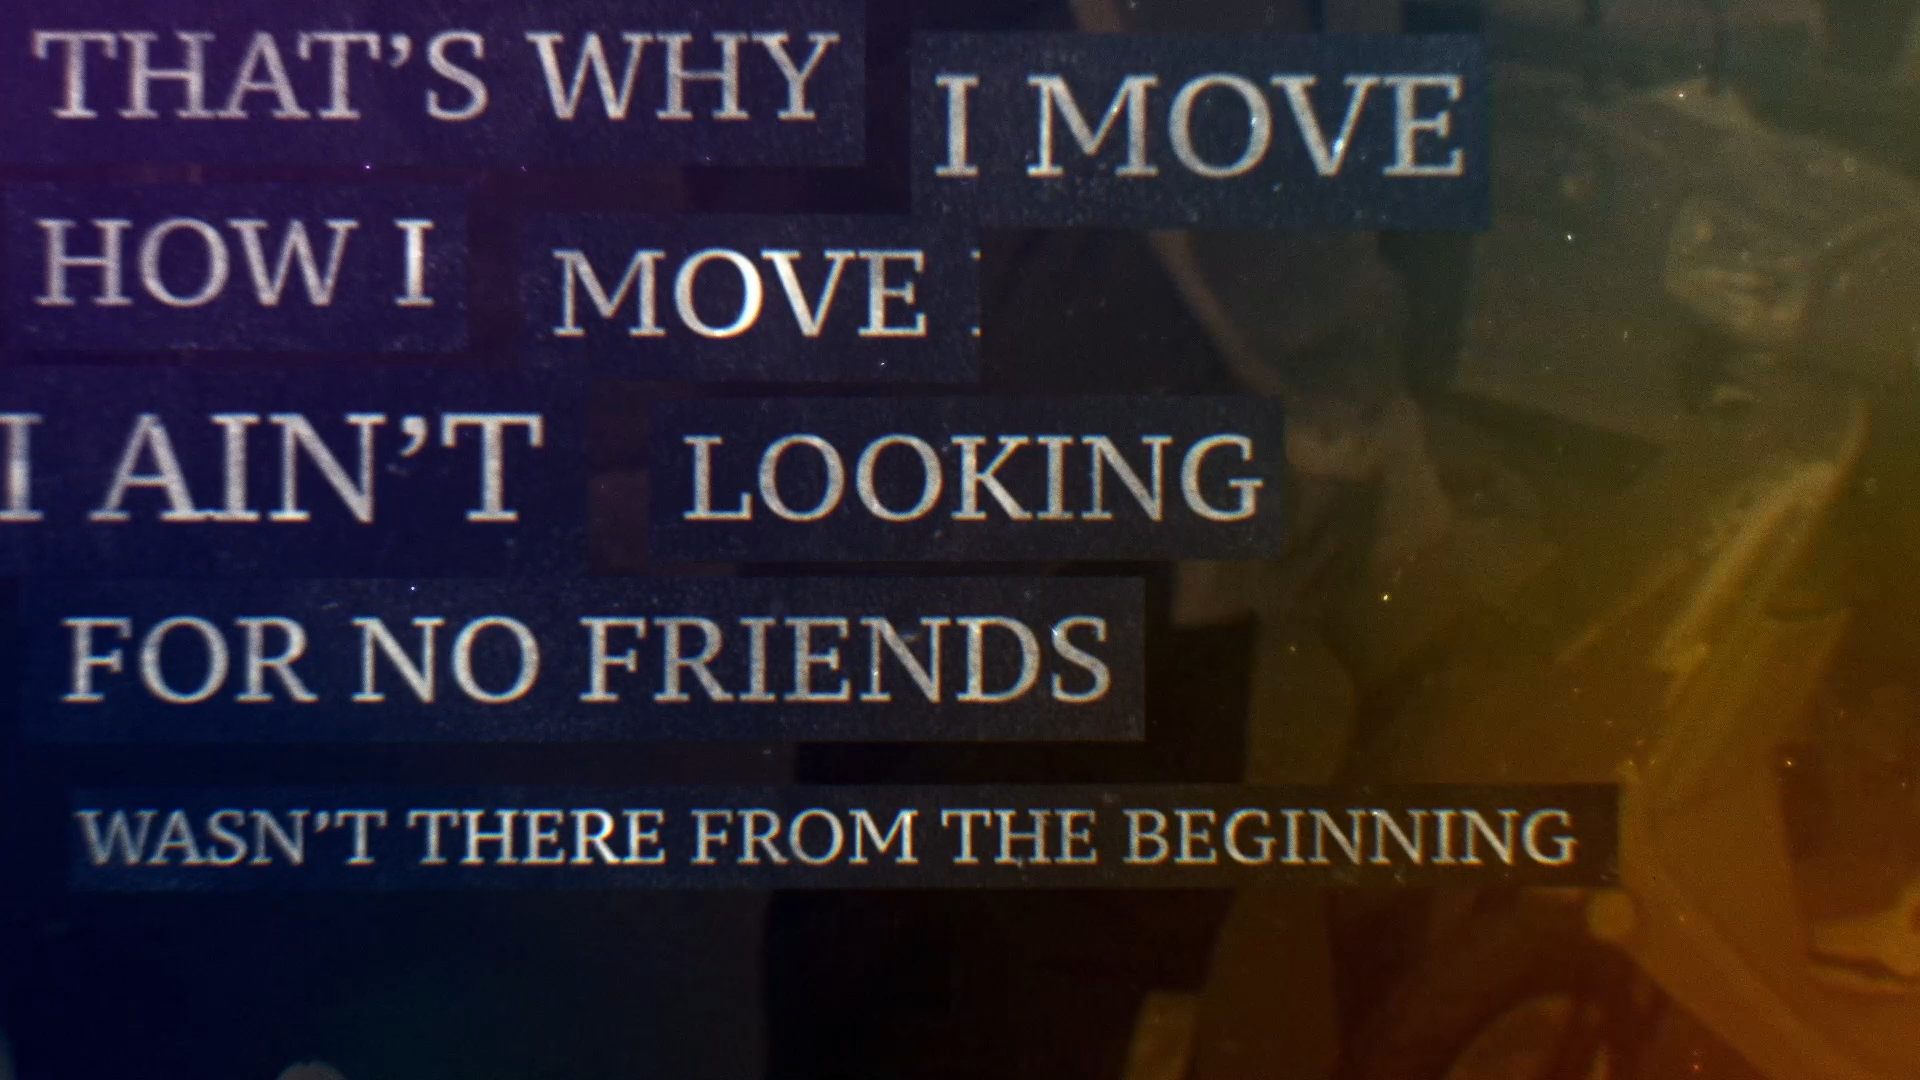 THAT’S WHY I MOVE
HOW I MOVE
I AIN’T LOOKING
FOR NO FRIENDS
WASN’T THERE FROM THE BEGINNING